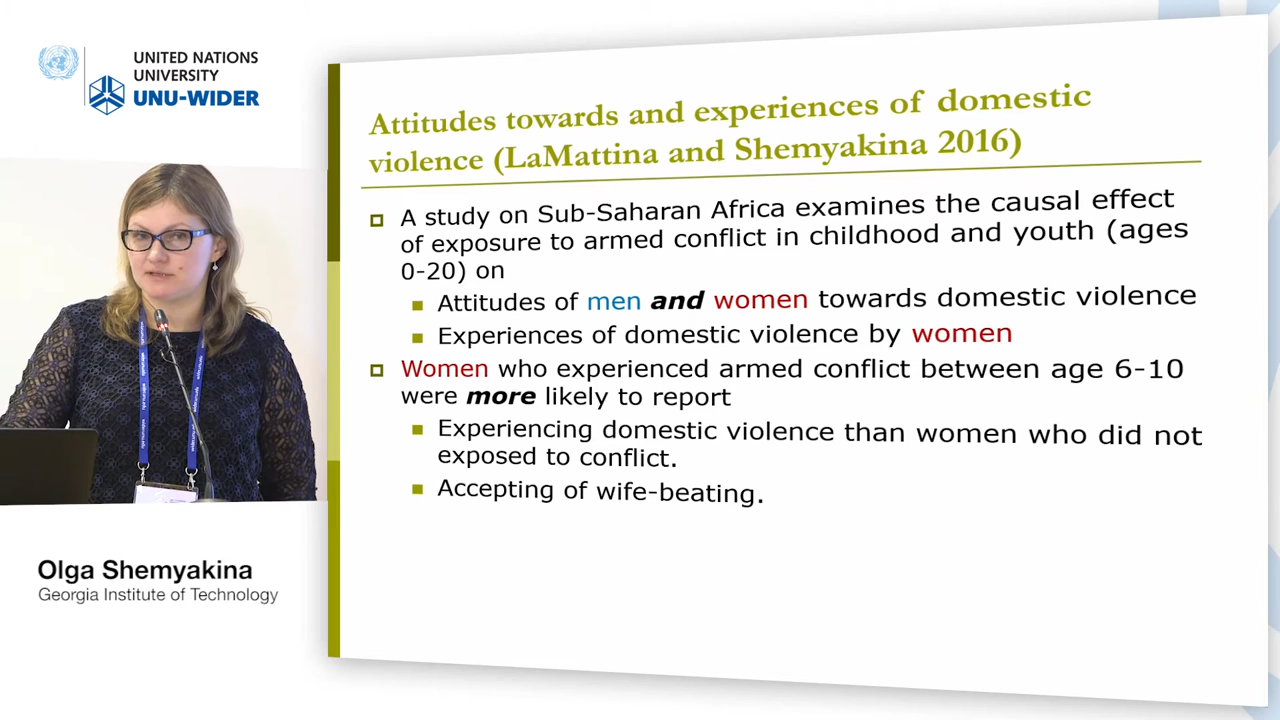 UNITED NATIONS
UNIVERSITY
UNU-WIDER
Attitudes towards and experiences of domestic
violence (LaMattina and Shemyakina 2016)
A study on Sub-Saharan Africa examines the causal effect
of exposure to armed conflict in childhood and youth (ages
0-20) on
Attitudes of men and women towards domestic violence
Experiences of domestic violence by women
Women who experienced armed conflict between age 6-10
were more likely to report
Experiencing domestic violence than women who did not
exposed to conflict.
Accepting of wife-beating.
Olga Shemyakina
Georgia Institute of Technology